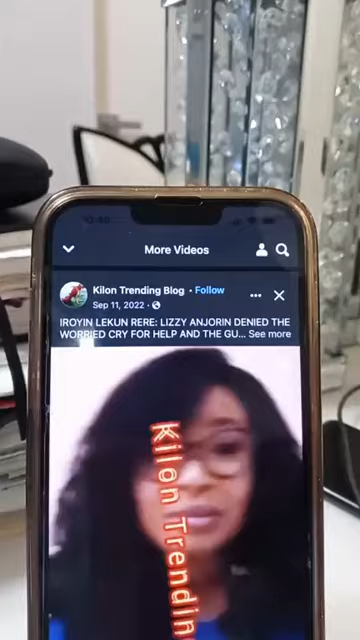 More Videos
Kilon Trending Blog • Follow
Sep 11, 2022 •
IROYIN LEKUN RERE: LIZZY ANJORIN DENIED THE
WORRIED CRY FOR HELP AND THE GU... See more
Kilon Trendin